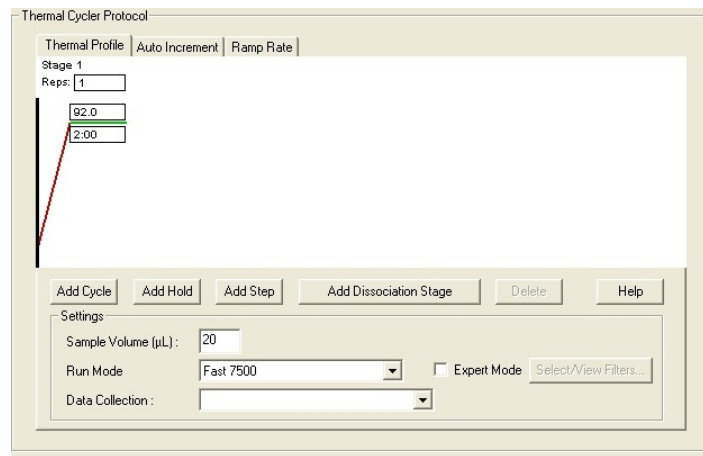 Thermal Cycler Protocol
Thermal Profile Auto Increment Ramp Rate
Stage 1
Reps: 1
92.0
2:00
Add Cycle Add Hold Add Step Add Dissociation Stage Delete Help
Settings
Sample Volume (µL) : 20
Run Mode Fast 7500 Expert Mode Select/View Filters...
Data Collection :